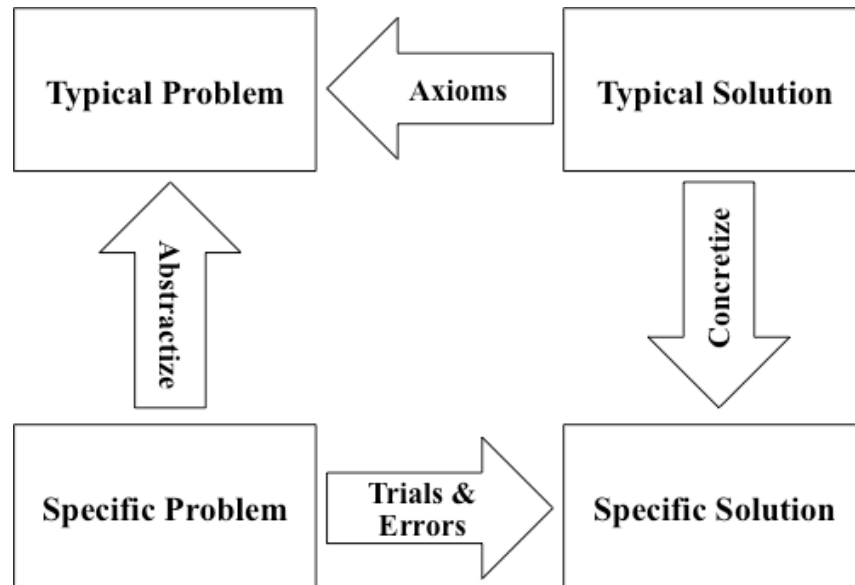 Typical Problem
Axioms
Typical Solution
Abstractize
Concretize
Specific Problem
Trials &
Errors
Specific Solution